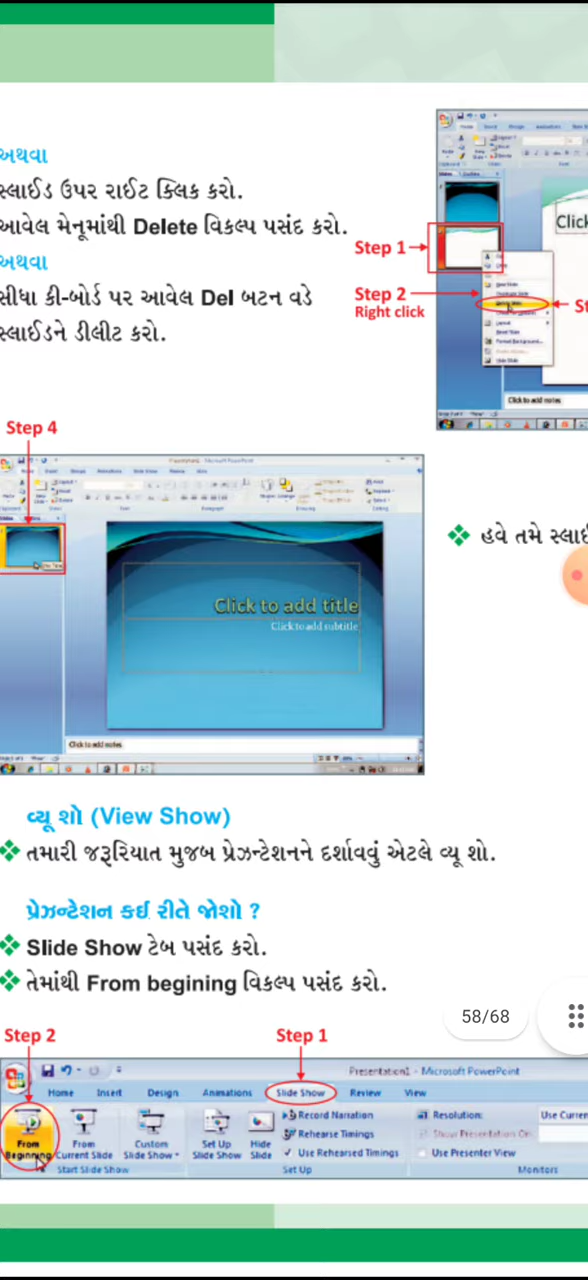 અથવા
સ્લાઈડ ઉપર રાઈટ ક્લિક કરો.
આવેલ મેનૂમાંથી Delete વિકલ્પ પસંદ કરો.
અથવા
સીધા કી-બોર્ડ પર આવેલ Del બટન વડે
સ્લાઈડને ડીલીટ કરો.
Step 1
Step 2
Right click
Click
Click to add notes
Step 4
Click to add title
Click to add subtitle
Click to add notes
હવે તમે સ્લાઈ
વ્યૂ શો (View Show)
તમારી જરૂરિયાત મુજબ પ્રેઝન્ટેશનને દર્શાવવું એટલે વ્યૂ શો.
પ્રેઝન્ટેશન કઈ રીતે જોશો ?
Slide Show ટેબ પસંદ કરો.
તેમાંથી From begining વિકલ્પ પસંદ કરો.
58/68
Step 2 Step 1
Presentation1 - Microsoft PowerPoint
Home Insert Design Animations Slide Show Review View
From Beginning
From Current Slide
Custom Slide Show
Set Up Slide Show
Hide Slide
Record Narration
Rehearse Timings
Use Rehearsed Timings
Resolution: Use Curren
Show Presentation On:
Use Presenter View
Start Slide Show Set Up Monitors